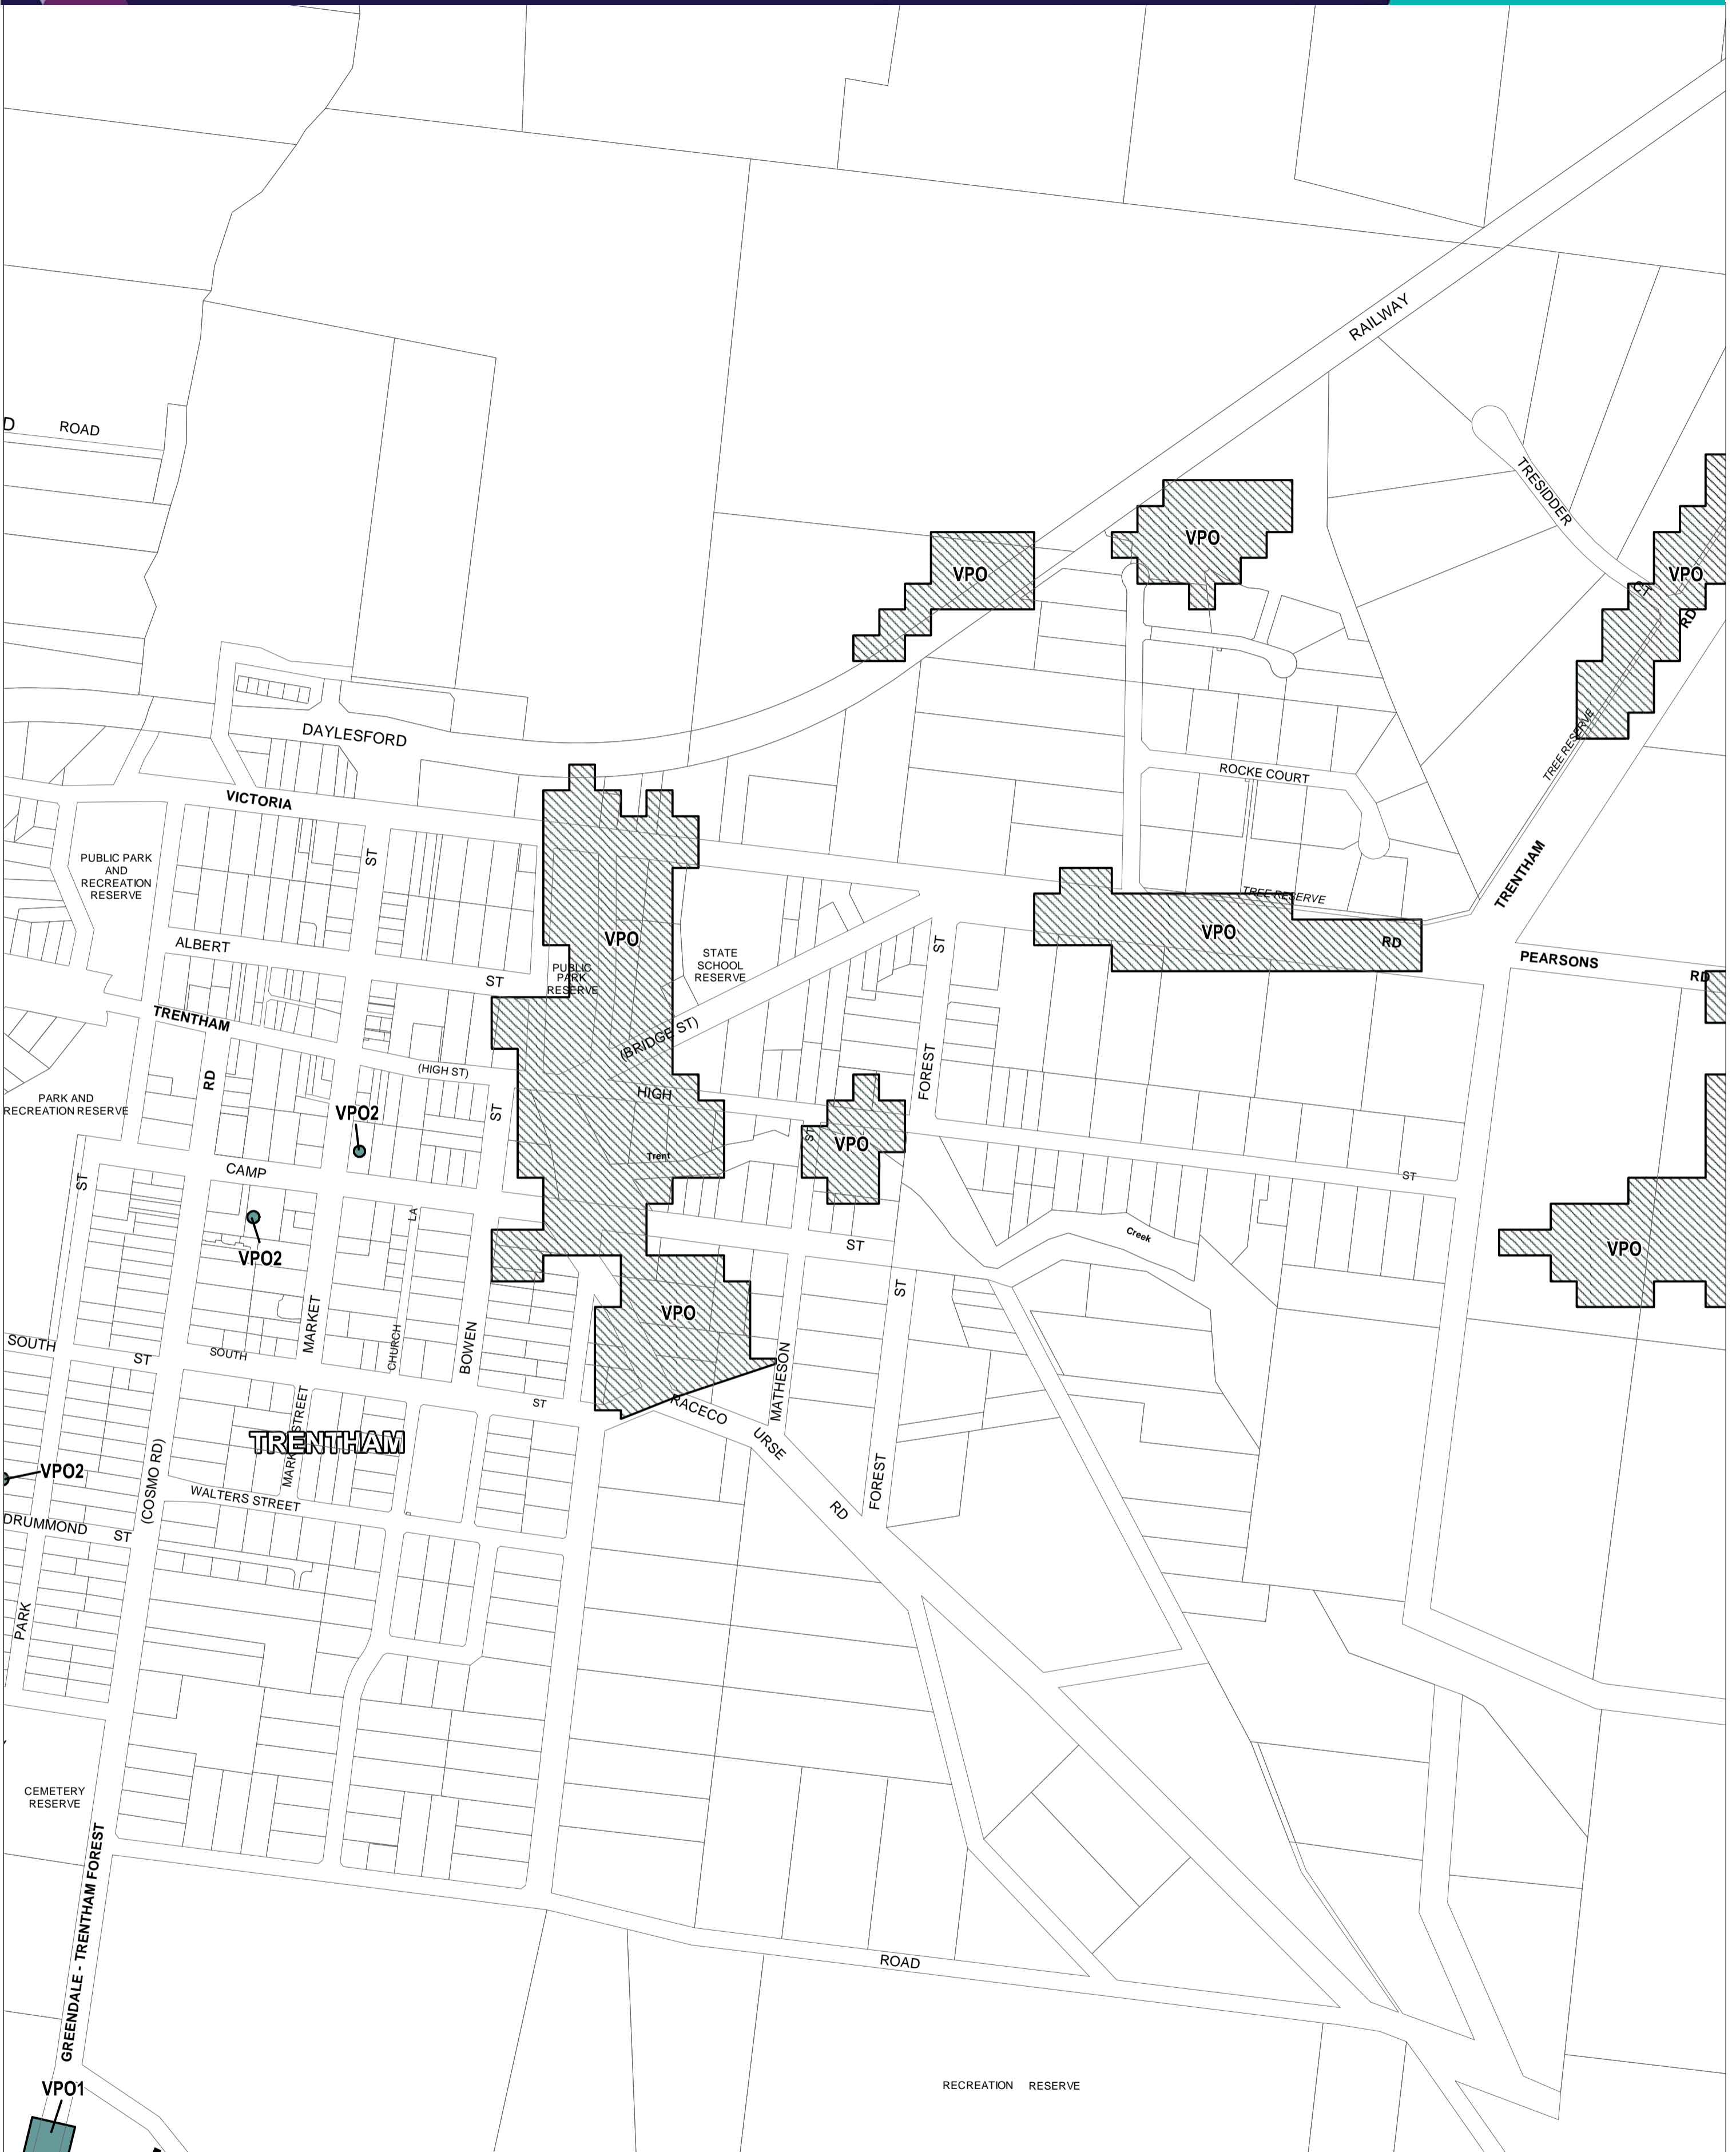 RAILWAY
D
ROAD
TRESIDDER
CT
VPO
VPO
VPO
RD
DAYLESFORD
TREE RESERVE
ROCKE COURT
VICTORIA
ST
PUBLIC PARK
AND
RECREATION
RESERVE
TREE RESERVE
TRENTHAM
ALBERT
ST
VPO
STATE
SCHOOL
RESERVE
ST
VPO
RD
PEARSONS
RD
PUBLIC
PARK
RESERVE
TRENTHAM
(BRIDGE ST)
(HIGH ST)
RD
HIGH
FOREST
PARK AND
RECREATION RESERVE
VPO2
ST
ST
VPO
Trent
CAMP
ST
ST
LA
VPO2
ST
Creek
VPO
ST
VPO
SOUTH
ST
SOUTH
MARKET
CHURCH
BOWEN
MATHESON
ST
RACECO
URSE
TRENTHAM
MARKET STREET
VPO2
(COSMO RD)
WALTERS STREET
FOREST
RD
DRUMMOND
ST
PARK
CEMETERY
RESERVE
GREENDALE - TRENTHAM FOREST
ROAD
RECREATION RESERVE
VPO1